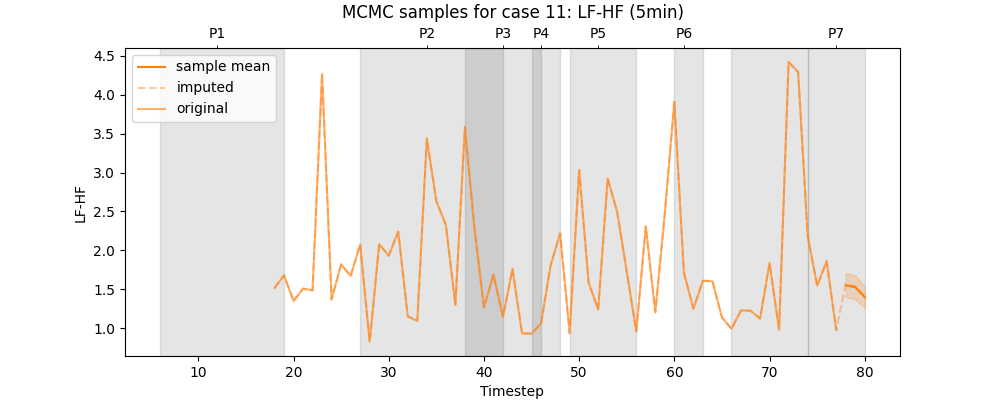 MCMC samples for case 11: LF-HF (5min)
P1 P2 P3 P4 P5 P6 P7
sample mean
imputed
original
4.5
4.0
3.5
3.0
2.5
2.0
1.5
1.0
LF-HF
10 20 30 40 50 60 70 80
Timestep